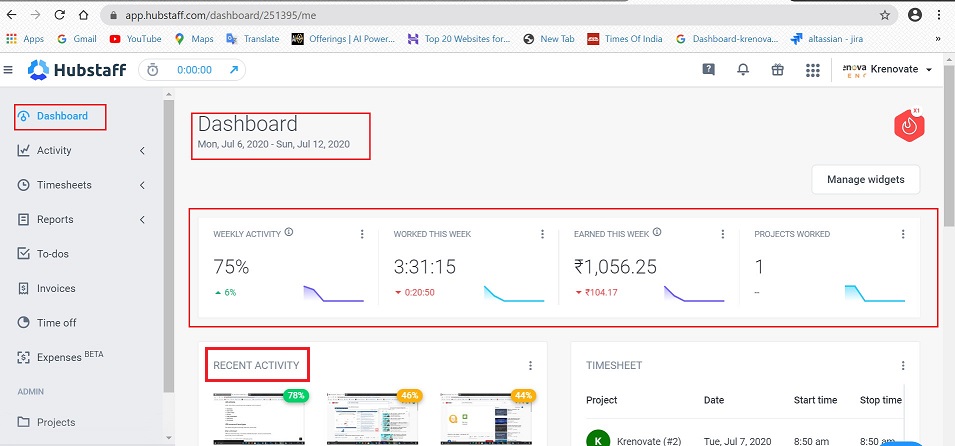 app.hubstaff.com/dashboard/251395/me
Apps
Gmail
YouTube
Maps
Translate
Offerings | AI Power...
Top 20 Websites for...
New Tab
Times Of India
Dashboard-krenova...
altassian - jira
»
Hubstaff
0:00:00
Krenovate
Dashboard
Activity
Timesheets
Reports
To-dos
Invoices
Time off
Expenses BETA
ADMIN
Projects
Dashboard
Mon, Jul 6, 2020 - Sun, Jul 12, 2020
X1
Manage widgets
WEEKLY ACTIVITY
75%
6%
WORKED THIS WEEK
3:31:15
0:20:50
EARNED THIS WEEK
₹1,056.25
₹104.17
PROJECTS WORKED
1
--
RECENT ACTIVITY
78%
46%
44%
TIMESHEET
Project Date Start time Stop time
K Krenovate (#2) Tue, Jul 7, 2020 8:50 am 8:50 am